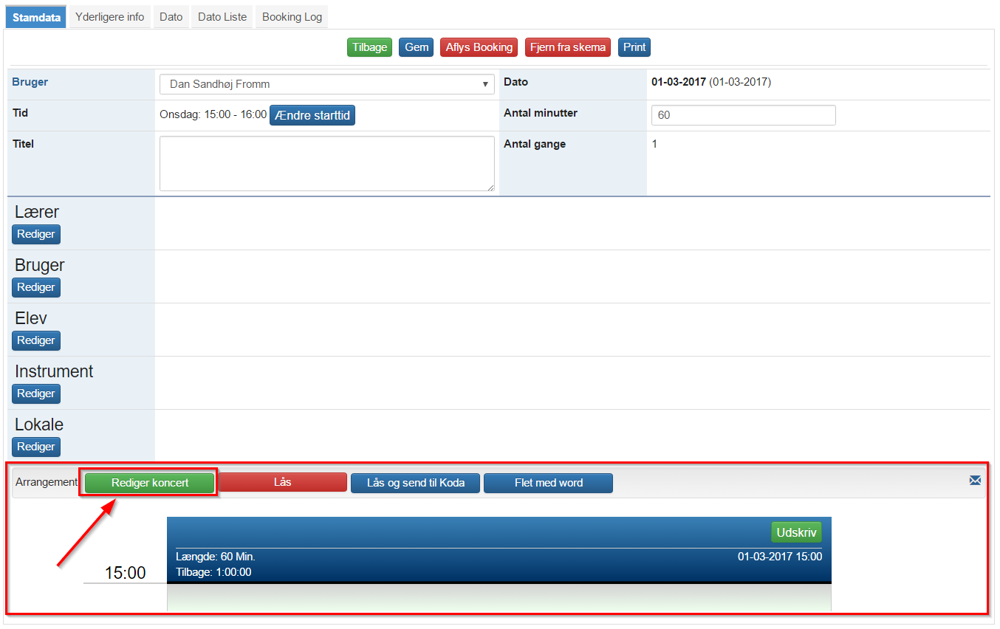 Stamdata Yderligere info Dato Dato Liste Booking Log
Tilbage Gem Aflys Booking Fjern fra skema Print
Bruger Dan Sandhøj Fromm Dato 01-03-2017 (01-03-2017)
Tid Onsdag: 15:00 - 16:00 Ændre starttid Antal minutter 60
Titel Antal gange 1
Lærer
Rediger
Bruger
Rediger
Elev
Rediger
Instrument
Rediger
Lokale
Rediger
Arrangement Rediger koncert Lås Lås og send til Koda Flet med word
Udskriv
Længde: 60 Min. 01-03-2017 15:00
Tilbage: 1:00:00
15:00